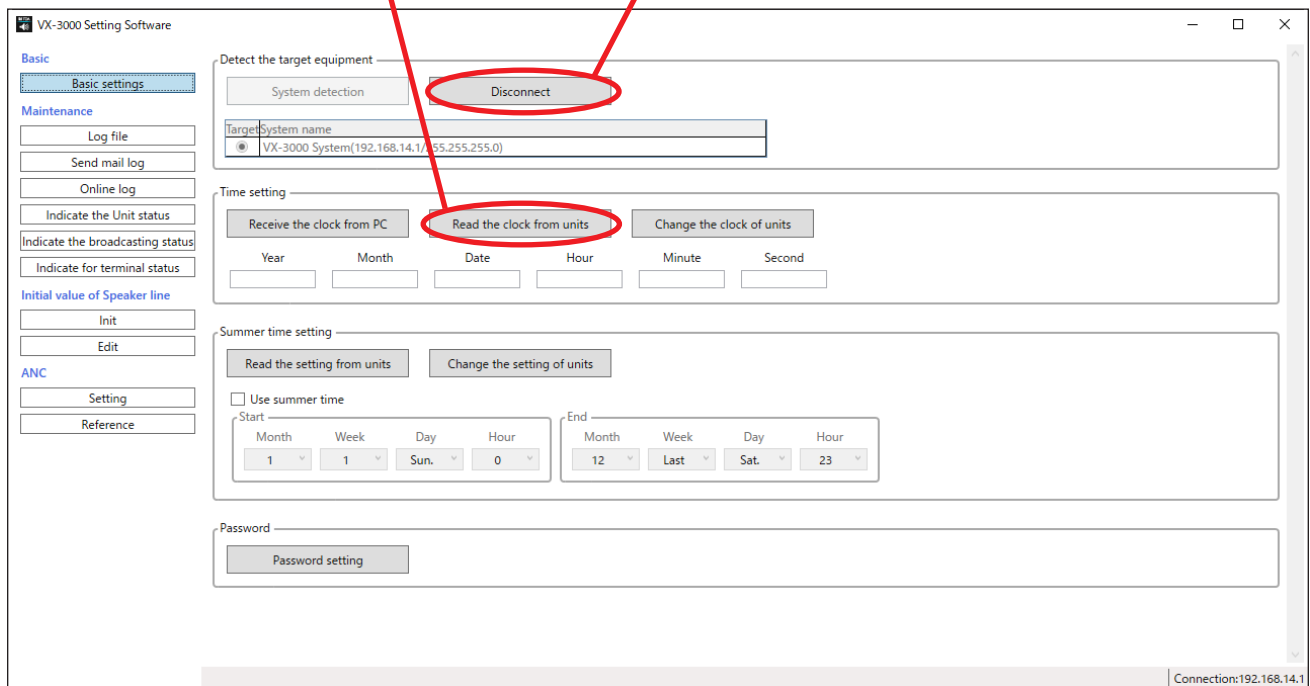 VX-3000 Setting Software
Basic
Basic settings
Maintenance
Log file
Send mail log
Online log
Indicate the Unit status
Indicate the broadcasting status
Indicate for terminal status
Initial value of Speaker line
Init
Edit
ANC
Setting
Reference
Detect the target equipment
System detection
Disconnect
Target System name
VX-3000 System(192.168.14.1/255.255.255.0)
Time setting
Receive the clock from PC
Read the clock from units
Change the clock of units
Year Month Date Hour Minute Second
Summer time setting
Read the setting from units
Change the setting of units
Use summer time
Start
Month Week Day Hour
1 1 Sun. 0
End
Month Week Day Hour
12 Last Sat. 23
Password
Password setting
Connection:192.168.14.1